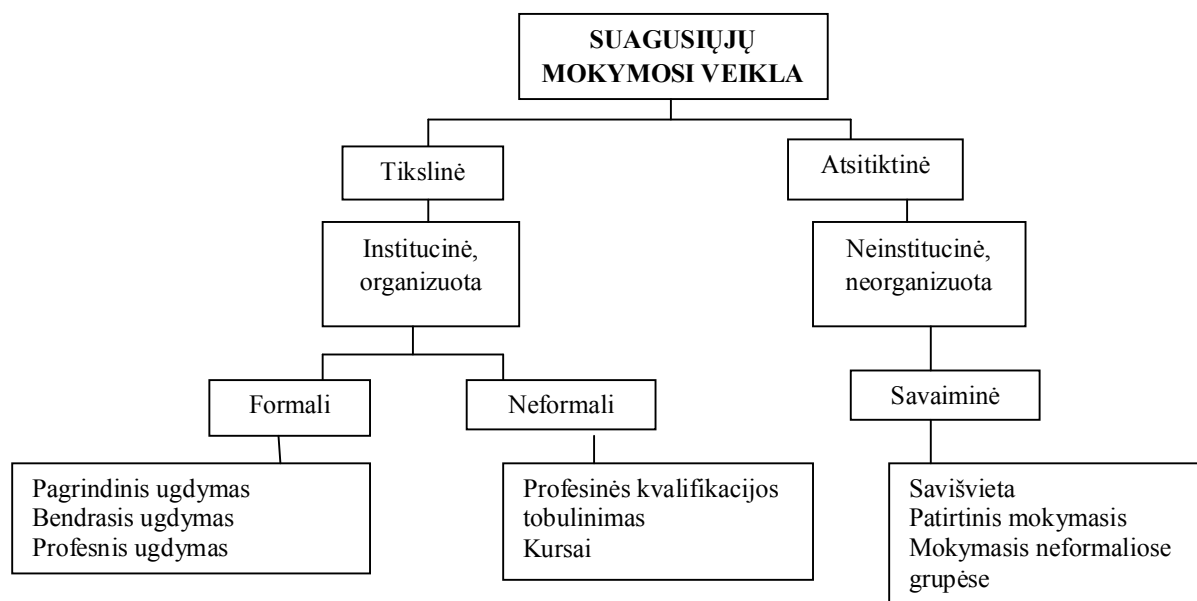 SUAGUSIŲJŲ
MOKYMOSI VEIKLA
Tikslinė
Atsitiktinė
Institucinė,
organizuota
Neinstitucinė,
neorganizuota
Formali
Neformali
Savaiminė
Pagrindinis ugdymas
Bendrasis ugdymas
Profesnis ugdymas
Profesinės kvalifikacijos
tobulinimas
Kursai
Savišvieta
Patirtinis mokymasis
Mokymasis neformaliose
grupėse